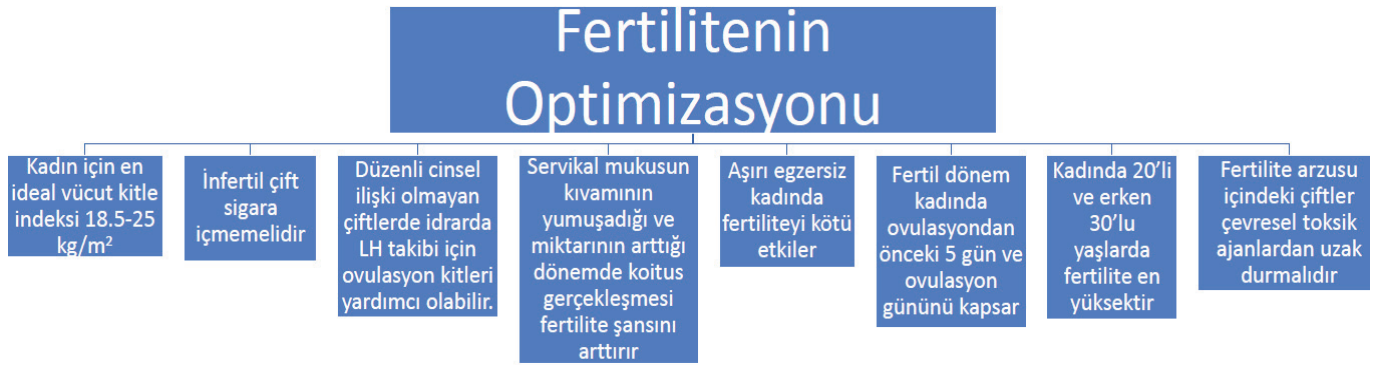 Fertilitenin
Optimizasyonu
Kadın için en
ideal vücut kitle
indeksi 18.5-25
kg/m²
İnfertil çift
sigara
içmemelidir
Düzenli cinsel
ilişki olmayan
çiftlerde idrarda
LH takibi için
ovulasyon kitleri
yardımcı olabilir.
Servikal mukusun
kıvamının
yumuşadığı ve
miktarının arttığı
dönemde koitus
gerçekleşmesi
fertilite şansını
arttırır
Aşırı egzersiz
kadında
fertiliteyi kötü
etkiler
Fertil dönem
kadında
ovulasyondan
önceki 5 gün ve
ovulasyon
gününü kapsar
Kadında 20’li
ve erken
30’lu
yaşlarda
fertilite en
yüksektir
Fertilite arzusu
içindeki çiftler
çevresel toksik
ajanlardan uzak
durmalıdır